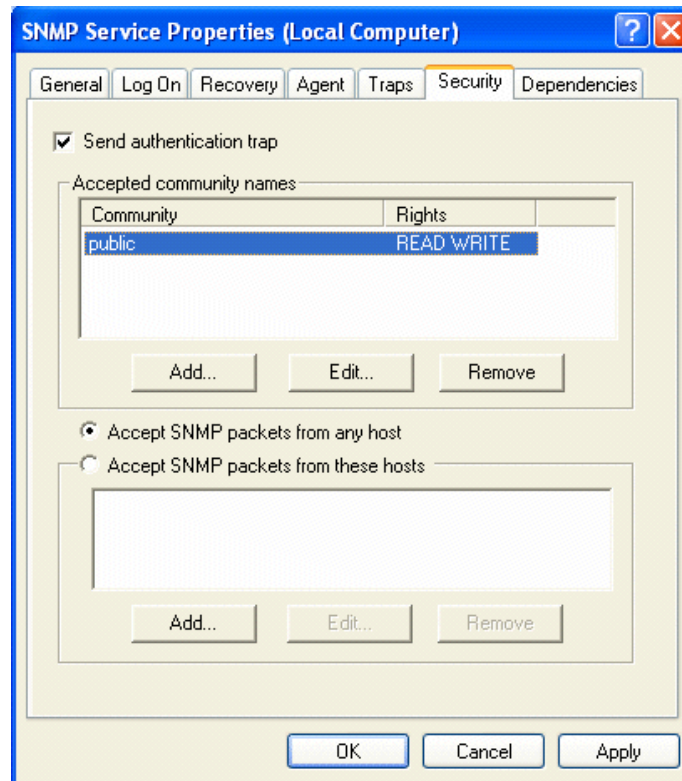 SNMP Service Properties (Local Computer)
General Log On Recovery Agent Traps Security Dependencies
Send authentication trap
Accepted community names
Community Rights
public READ WRITE
Add... Edit... Remove
Accept SNMP packets from any host
Accept SNMP packets from these hosts
Add... Edit... Remove
OK Cancel Apply